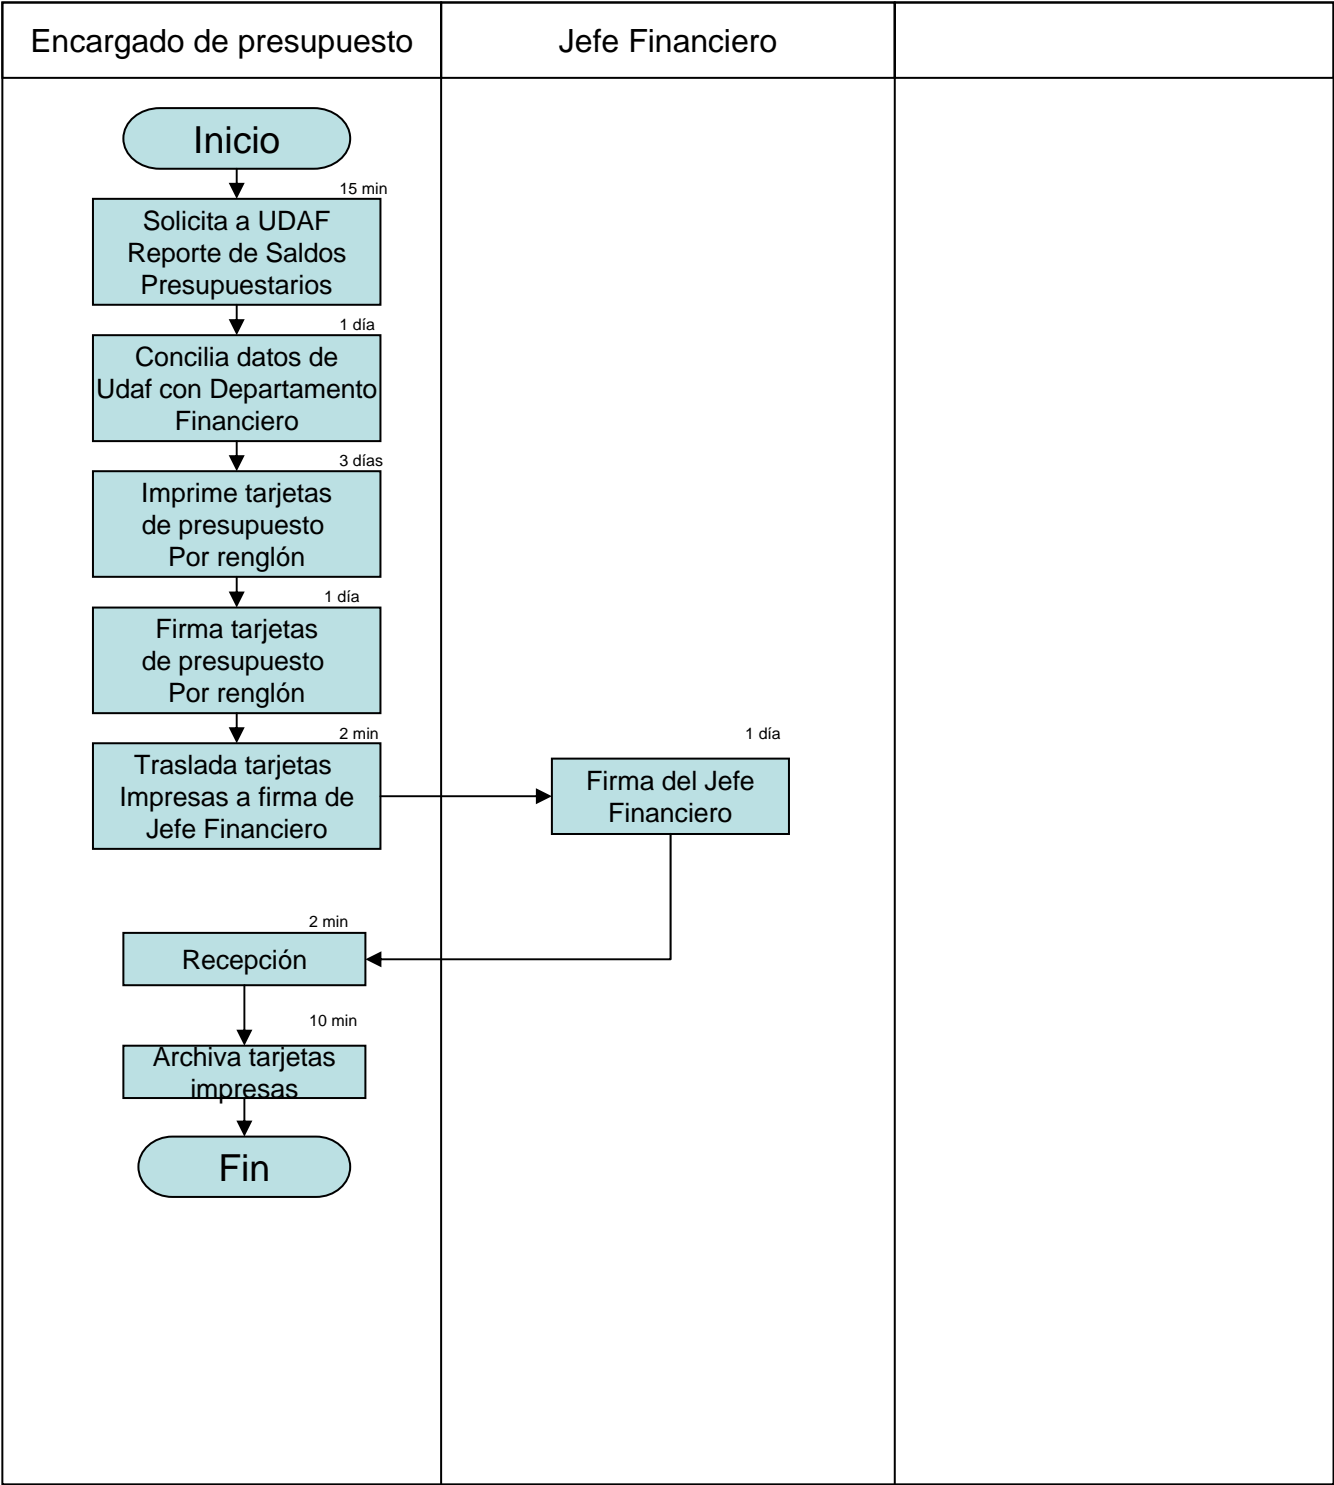 Encargado de presupuesto
Jefe Financiero
Inicio
15 min
Solicita a UDAF
Reporte de Saldos
Presupuestarios
1 día
Concilia datos de
Udaf con Departamento
Financiero
3 días
Imprime tarjetas
de presupuesto
Por renglón
1 día
Firma tarjetas
de presupuesto
Por renglón
2 min
Traslada tarjetas
Impresas a firma de
Jefe Financiero
1 día
Firma del Jefe
Financiero
2 min
Recepción
10 min
Archiva tarjetas
impresas
Fin